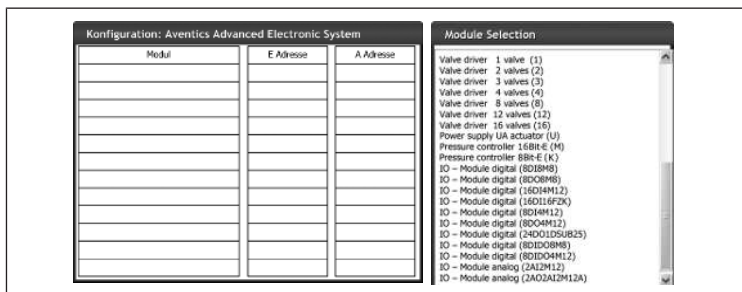 Konfiguration: Aventics Advanced Electronic System
Modul E Adresse A Adresse
Module Selection
Valve driver 1 valve (1)
Valve driver 2 valves (2)
Valve driver 3 valves (3)
Valve driver 4 valves (4)
Valve driver 8 valves (8)
Valve driver 12 valves (12)
Valve driver 16 valves (16)
Power supply UA actuator (U)
Pressure controller 16Bit-E (M)
Pressure controller 8Bit-E (K)
IO – Module digital (8DI8M8)
IO – Module digital (8DO8M8)
IO – Module digital (16DI4M12)
IO – Module digital (16DI16FZK)
IO – Module digital (8DI4M12)
IO – Module digital (8DO4M12)
IO – Module digital (24DO1DSUB25)
IO – Module digital (8DIDO8M8)
IO – Module digital (8DIDO4M12)
IO – Module analog (2AI2M12)
IO – Module analog (2AO2AI2M12A)